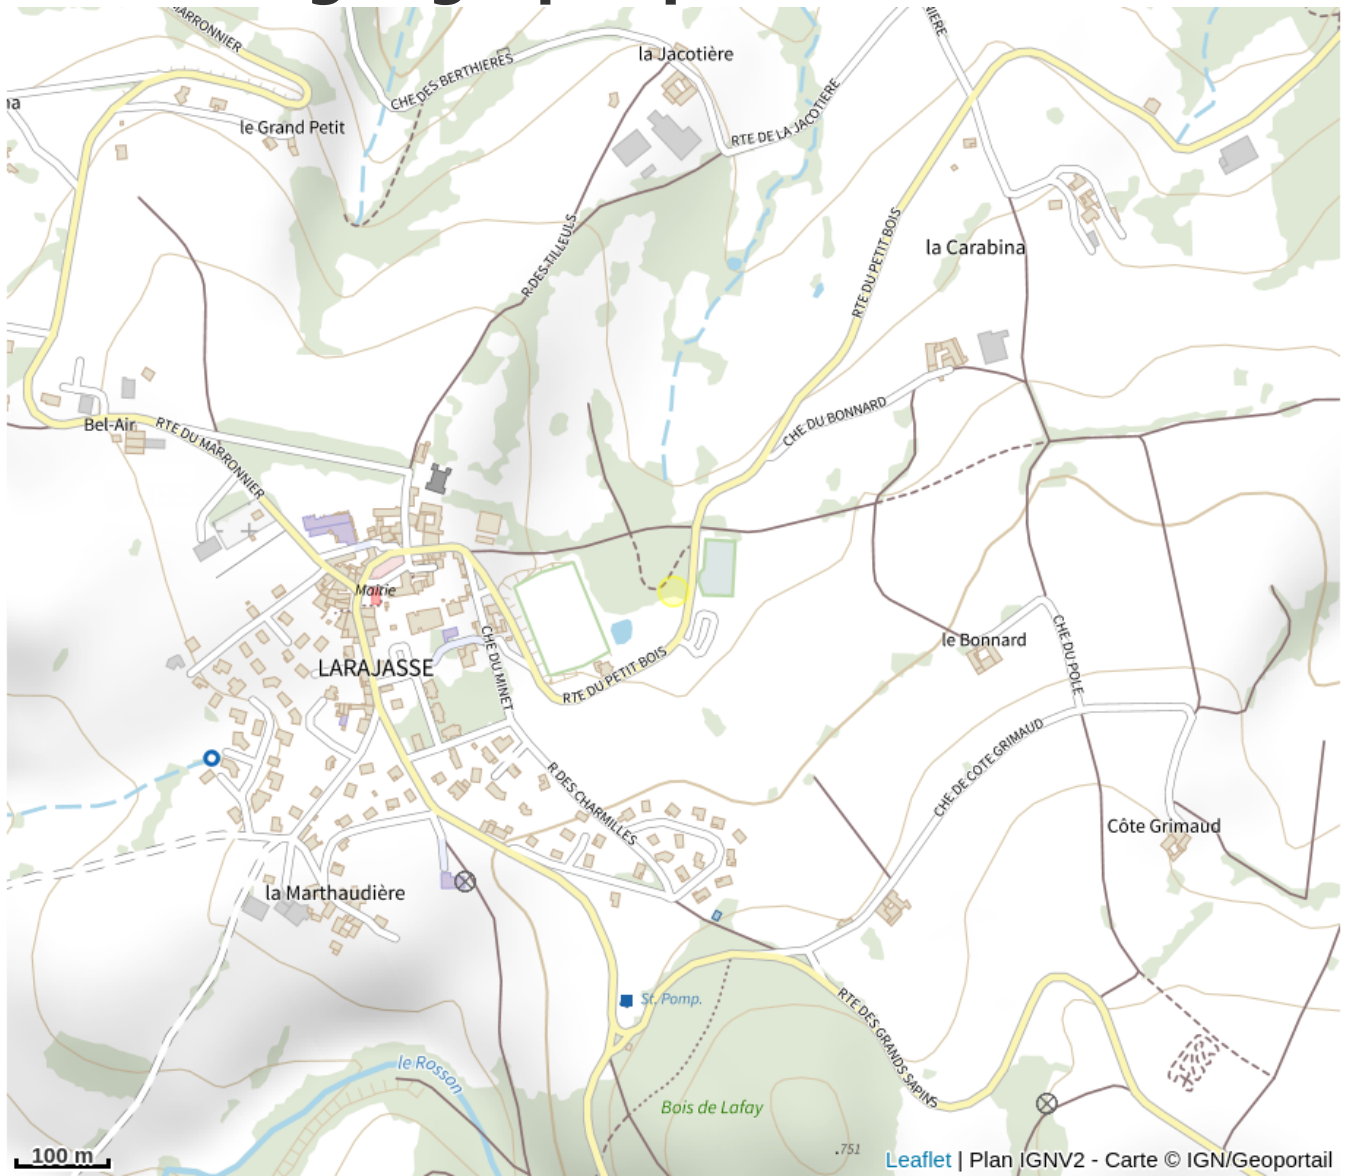 MARRONNIER
NIERE
la Jacotière
CHE DES BERTHIERES
na
le Grand Petit
RTE DE LA JACOTIERE
R DES TILLEULS
RTE DU PETIT BOIS
la Carabina
Bel-Air
RTE DU MARRONNIER
CHE DU BONNARD
Mairie
LARAJASSE
CHE DU MINET
RTE DU PETIT BOIS
le Bonnard
CHE DU POLE
CHE DE COTE GRIMAUD
R DES CHARMILLES
Côte Grimaud
la Marthaudière
St. Pomp.
RTE DES GRANDS SAPINS
le Rosson
Bois de Lafay
.751
100 m
Leaflet | Plan IGNV2 - Carte © IGN/Geoportail